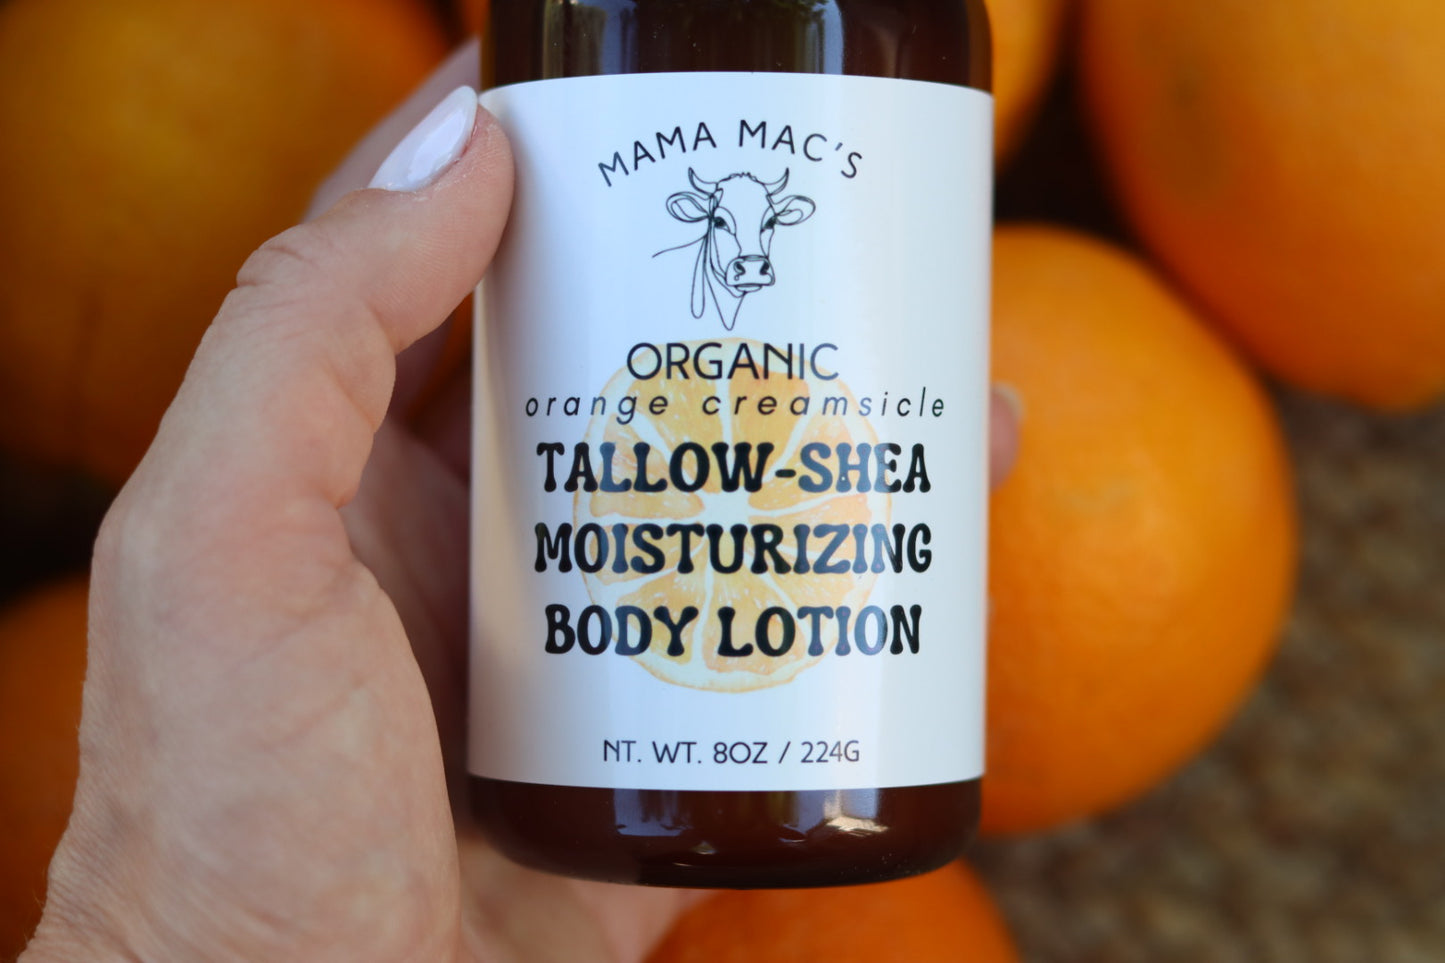 MAMA MAC'S
ORGANIC
orange creamsicle
TALLOW-SHEA
MOISTURIZING
BODY LOTION
NT. WT. 8OZ / 224G